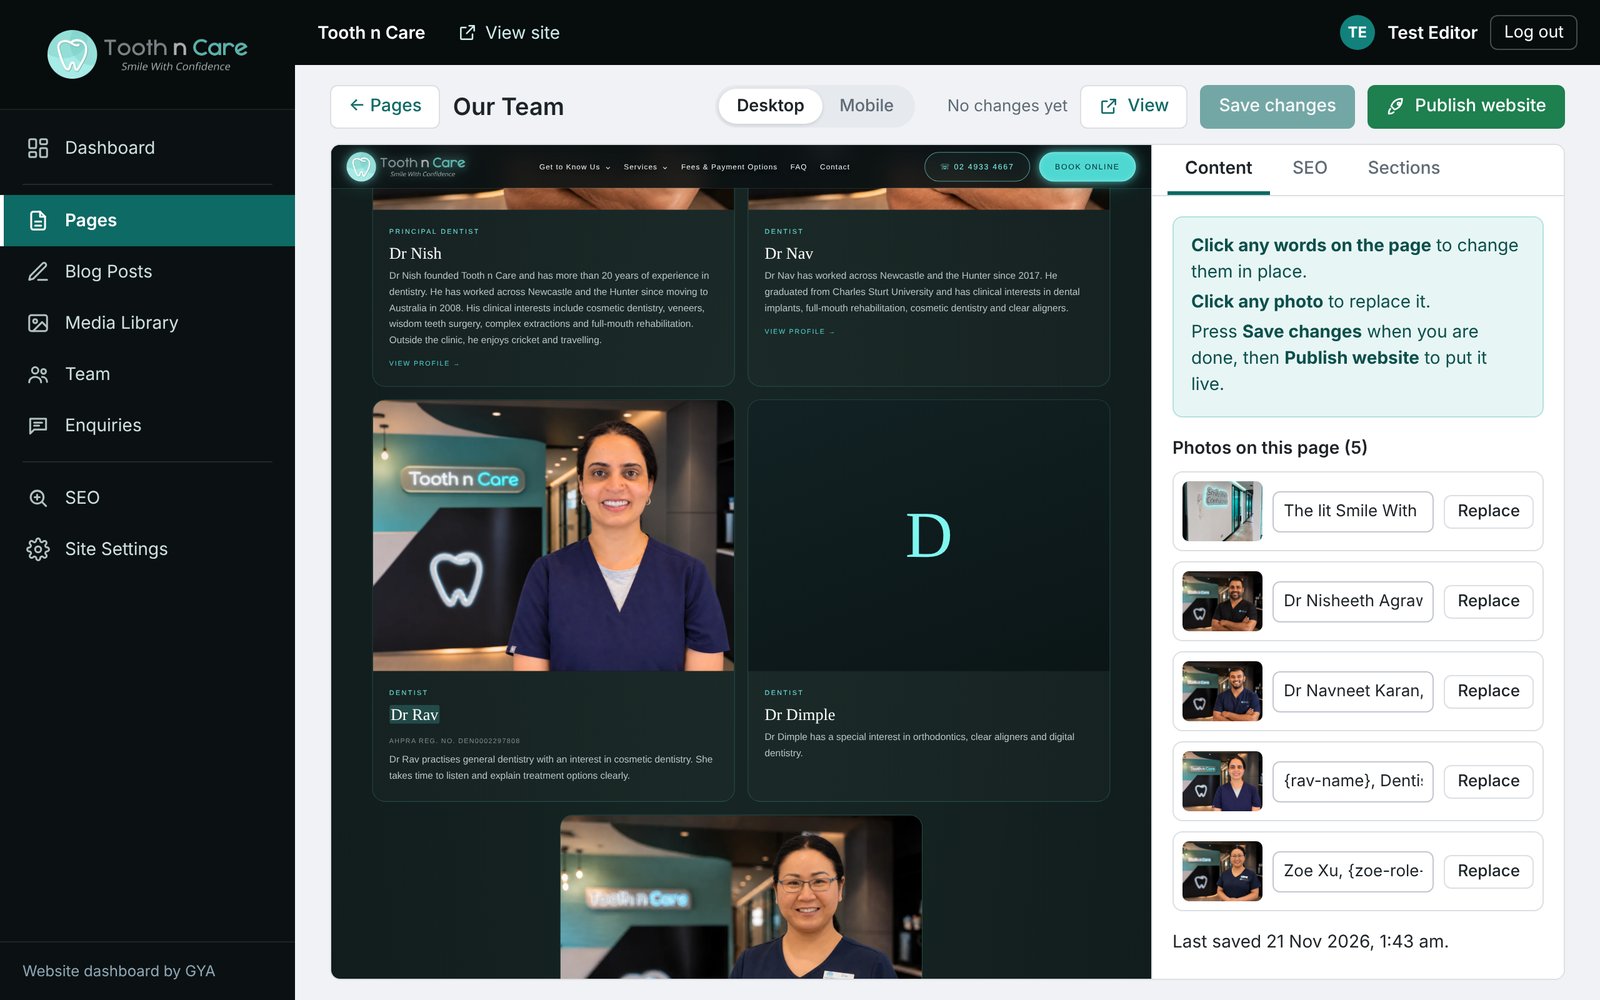 Tooth n Care
Smile With Confidence
Dashboard
Pages
Blog Posts
Media Library
Team
Enquiries
SEO
Site Settings
Website dashboard by GYA
Tooth n Care
View site
TE
Test Editor
Log out
← Pages
Our Team
Desktop
Mobile
No changes yet
View
Save changes
Publish website
Tooth n Care
Smile With Confidence
Get to Know Us
Services
Fees & Payment Options
FAQ
Contact
☏ 02 4933 4667
BOOK ONLINE
PRINCIPAL DENTIST
Dr Nish
Dr Nish founded Tooth n Care and has more than 20 years of experience in
dentistry. He has worked across Newcastle and the Hunter since moving to
Australia in 2008. His clinical interests include cosmetic dentistry, veneers,
wisdom teeth surgery, complex extractions and full-mouth rehabilitation.
Outside the clinic, he enjoys cricket and travelling.
VIEW PROFILE →
DENTIST
Dr Nav
Dr Nav has worked across Newcastle and the Hunter since 2017. He
graduated from Charles Sturt University and has clinical interests in dental
implants, full-mouth rehabilitation, cosmetic dentistry and clear aligners.
VIEW PROFILE →
Tooth n Care
DENTIST
Dr Rav
AHPRA REG. NO. DEN0002297808
Dr Rav practises general dentistry with an interest in cosmetic dentistry. She
takes time to listen and explain treatment options clearly.
D
DENTIST
Dr Dimple
Dr Dimple has a special interest in orthodontics, clear aligners and digital
dentistry.
Tooth n Care
Content
SEO
Sections
Click any words on the page to change
them in place.
Click any photo to replace it.
Press Save changes when you are
done, then Publish website to put it
live.
Photos on this page (5)
The lit Smile With
Replace
Dr Nisheeth Agraw
Replace
Dr Navneet Karan,
Replace
{rav-name}, Dentis
Replace
Zoe Xu, {zoe-role-
Replace
Last saved 21 Nov 2026, 1:43 am.